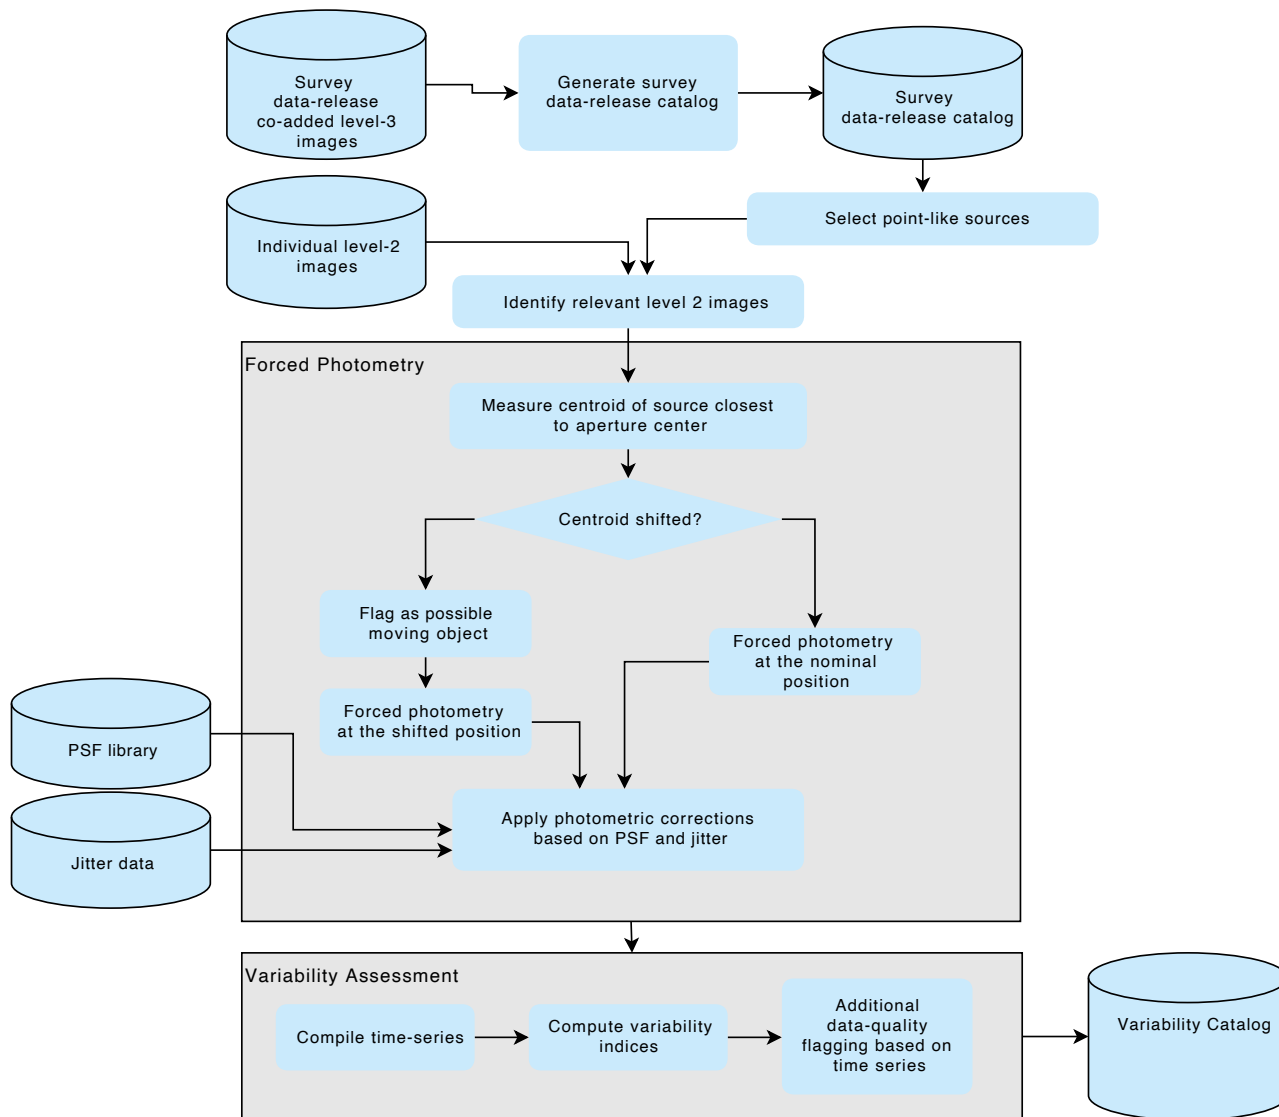 Survey
data-release
co-added level-3
images
Generate survey
data-release catalog
Survey
data-release catalog
Individual level-2
images
Select point-like sources
Identify relevant level 2 images
Forced Photometry
Measure centroid of source closest
to aperture center
Centroid shifted?
Flag as possible
moving object
Forced photometry
at the nominal
position
Forced photometry
at the shifted position
PSF library
Apply photometric corrections
based on PSF and jitter
Jitter data
Variability Assessment
Compile time-series
Compute variability
indices
Additional
data-quality
flagging based on
time series
Variability Catalog